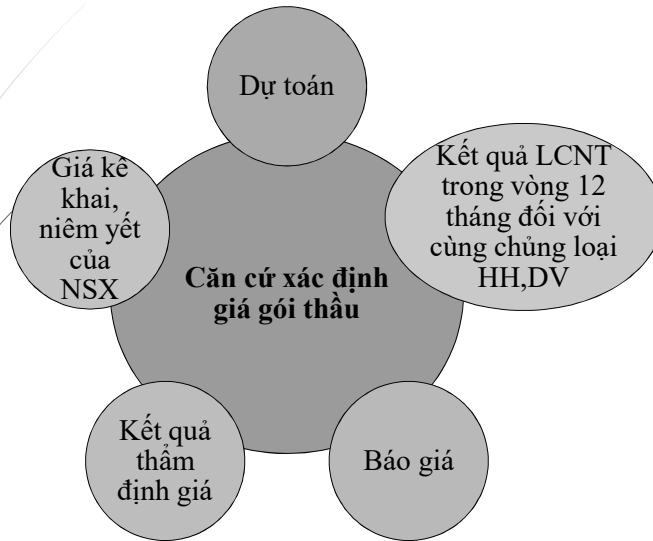 Dự toán
Kết quả LCNT
trong vòng 12
tháng đối với
cùng chủng loại
HH,DV
Báo giá
Kết quả
thẩm
định giá
Giá kê
khai,
niêm yết
của
NSX
Căn cứ xác định
giá gói thầu